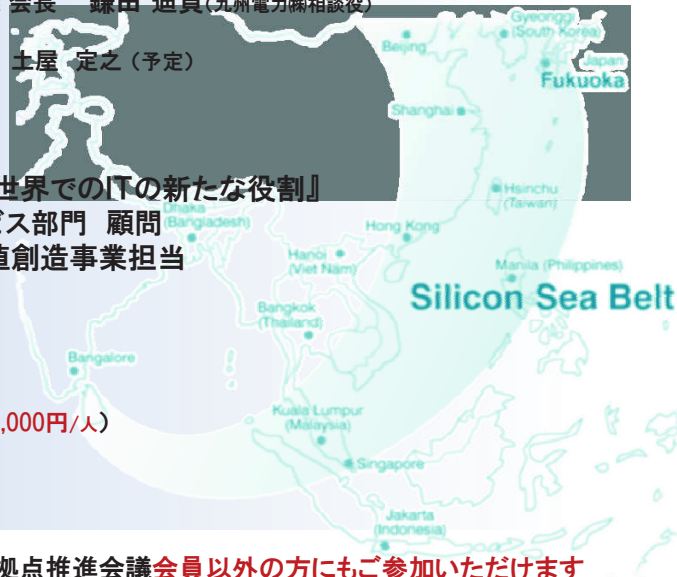 会長 鎌田 迪貞(九州電力㈱相談役)
土屋 定之(予定)
世界でのITの新たな役割』
ビス部門 顧問
値創造事業担当
,000円/人)
拠点推進会議会員以外の方にもご参加いただけます
Gyeonggi
(South Korea)
Beijing
Japan
Fukuoka
Shanghai
Hsinchu
(Taiwan)
Dhaka
(Bangladesh)
Hong Kong
Hanoi
(Viet Nam)
Manila (Philippines)
Silicon Sea Belt
Bangkok
(Thailand)
Bangalore
Kuala Lumpur
(Malaysia)
Singapore
Jakarta
(Indonesia)